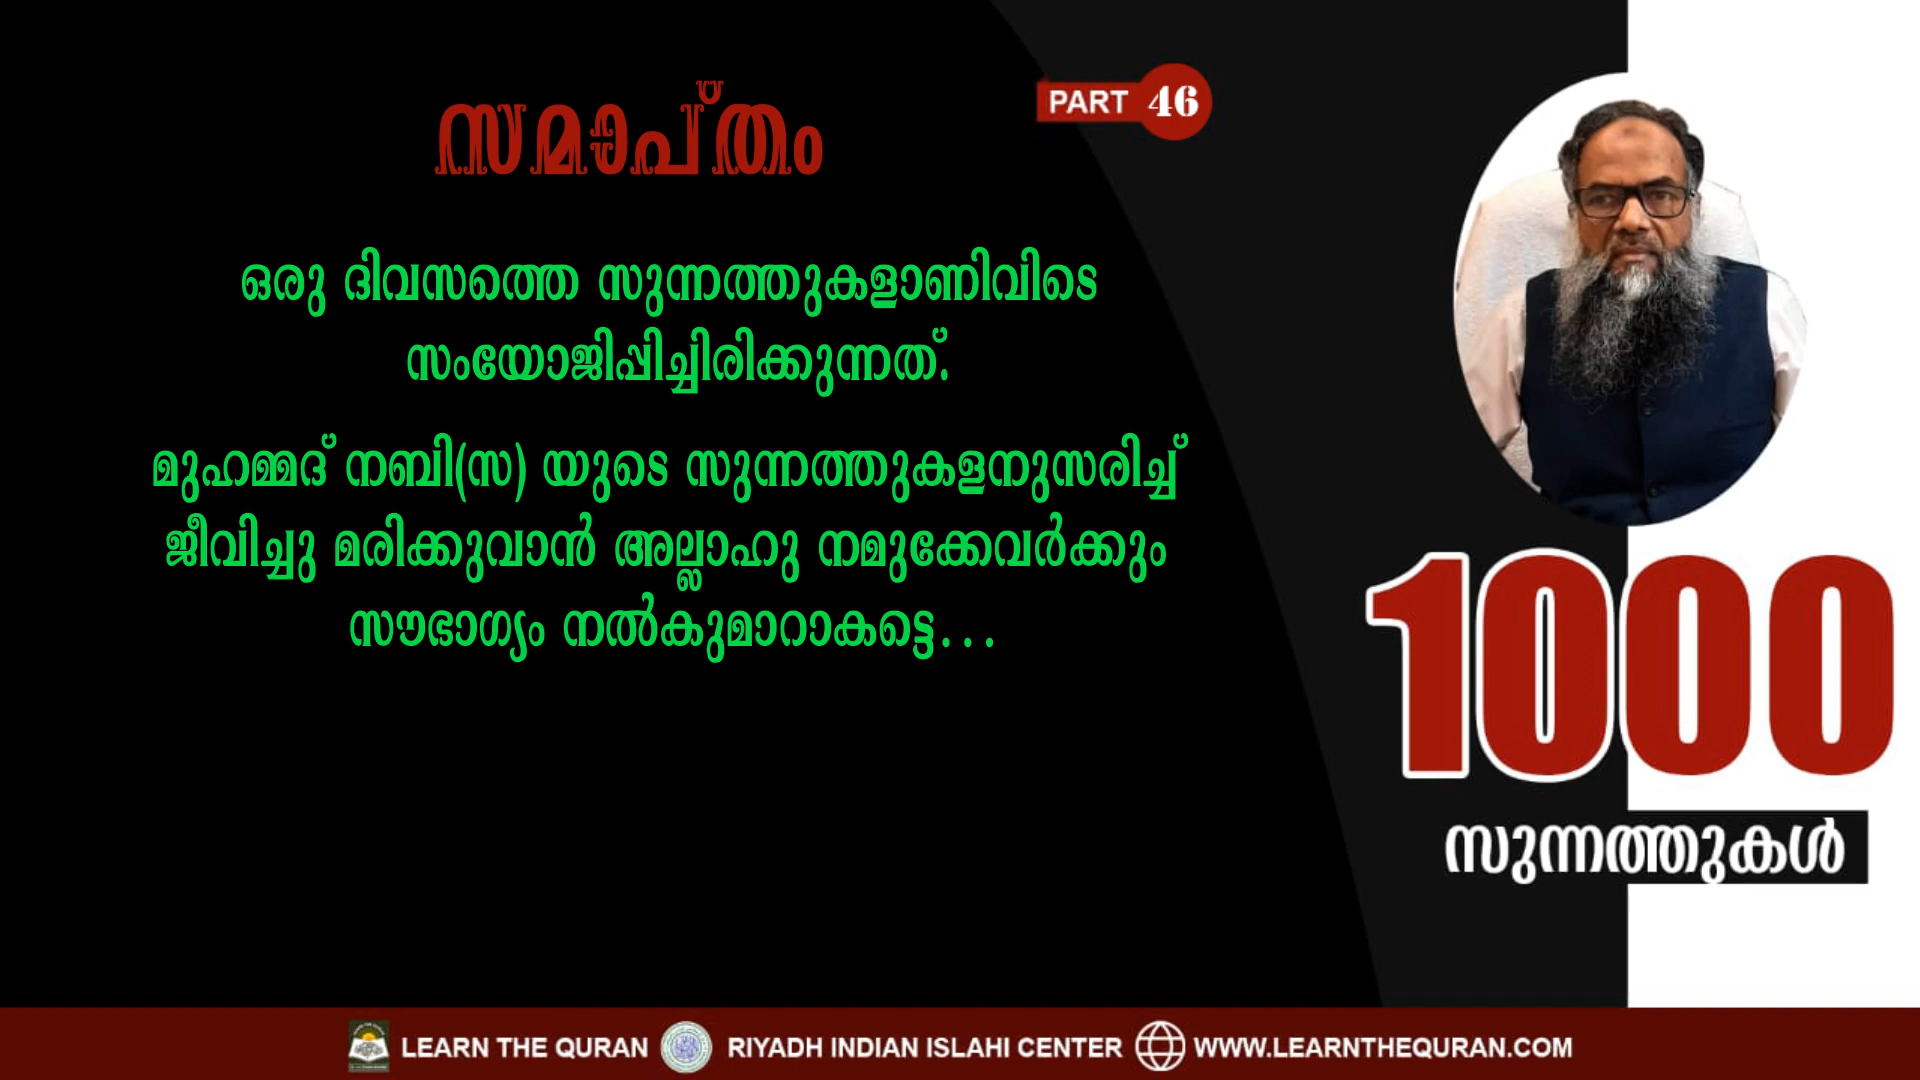 സമാപ്തം
PART 46
ഒരു ദിവസത്തെ സുന്നത്തുകളാണിവിടെ
സംയോജിപ്പിച്ചിരിക്കുന്നത്.
മുഹമ്മദ് നബി(സ) യുടെ സുന്നത്തുകളനുസരിച്ച്
ജീവിച്ചു മരിക്കുവാൻ അല്ലാഹു നമുക്കേവർക്കും
സൗഭാഗ്യം നൽകുമാറാകട്ടെ...
1000
സുന്നത്തുകൾ
LEARN THE QURAN RIYADH INDIAN ISLAHI CENTER WWW.LEARNTHEQURAN.COM